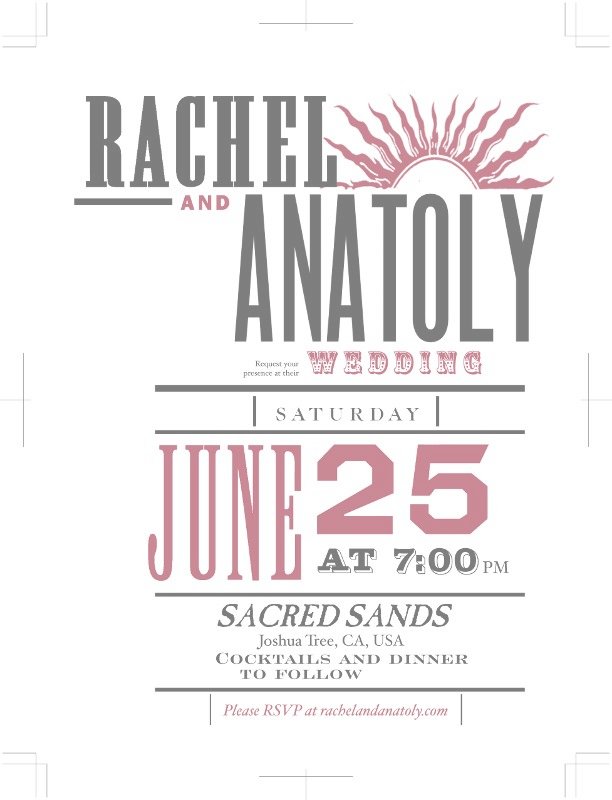 RACHEL
AND
ANATOLY
Request your
presence at their
WEDDING
SATURDAY
JUNE 25
AT 7:00 PM
SACRED SANDS
Joshua Tree, CA, USA
COCKTAILS AND DINNER
TO FOLLOW
Please RSVP at rachelandanatoly.com